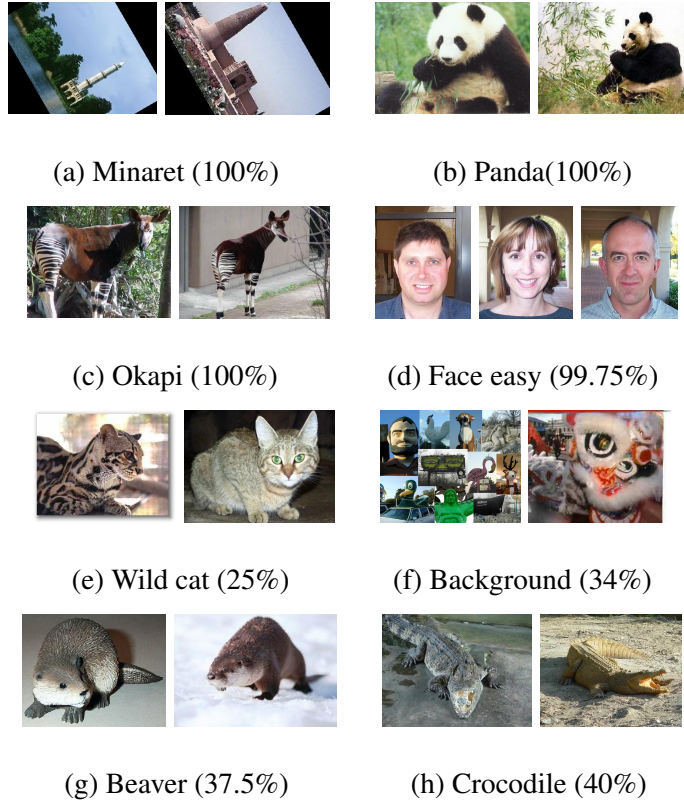 (a) Minaret (100%)
(b) Panda(100%)
(c) Okapi (100%)
(d) Face easy (99.75%)
(e) Wild cat (25%)
(f) Background (34%)
(g) Beaver (37.5%)
(h) Crocodile (40%)